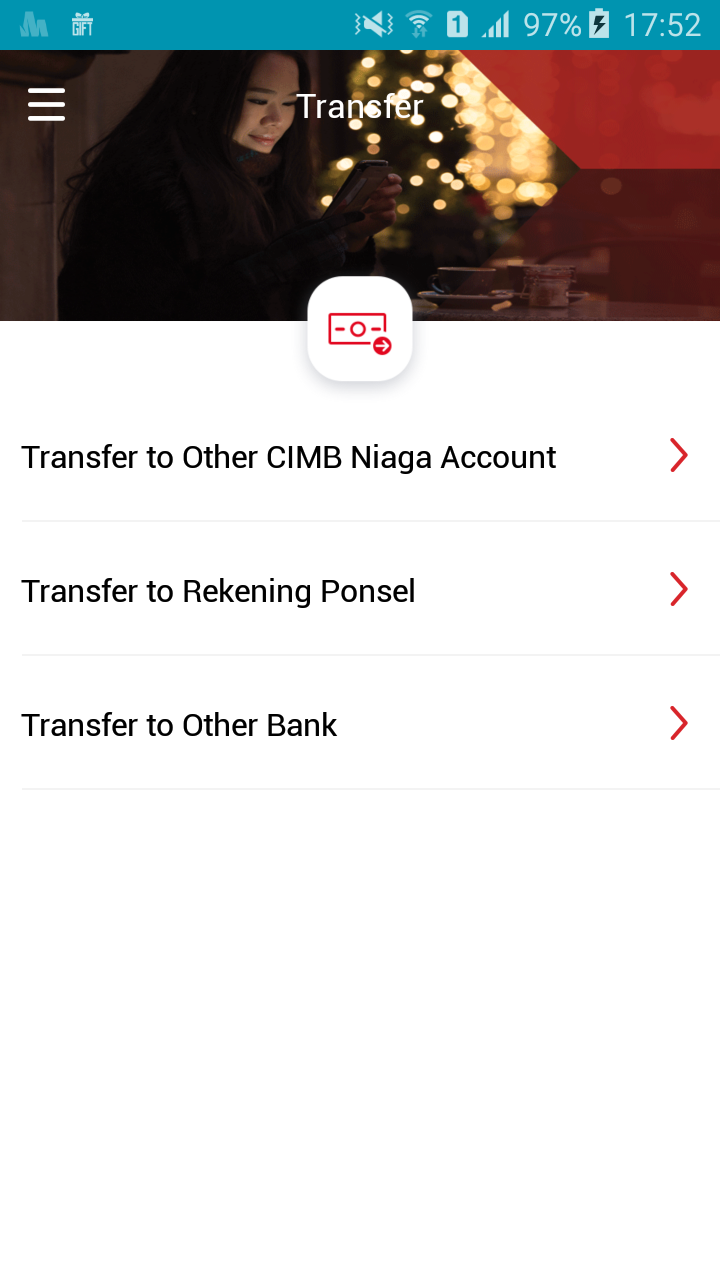 GIFT
1 97% 17:52
Transfer
Transfer to Other CIMB Niaga Account
Transfer to Rekening Ponsel
Transfer to Other Bank